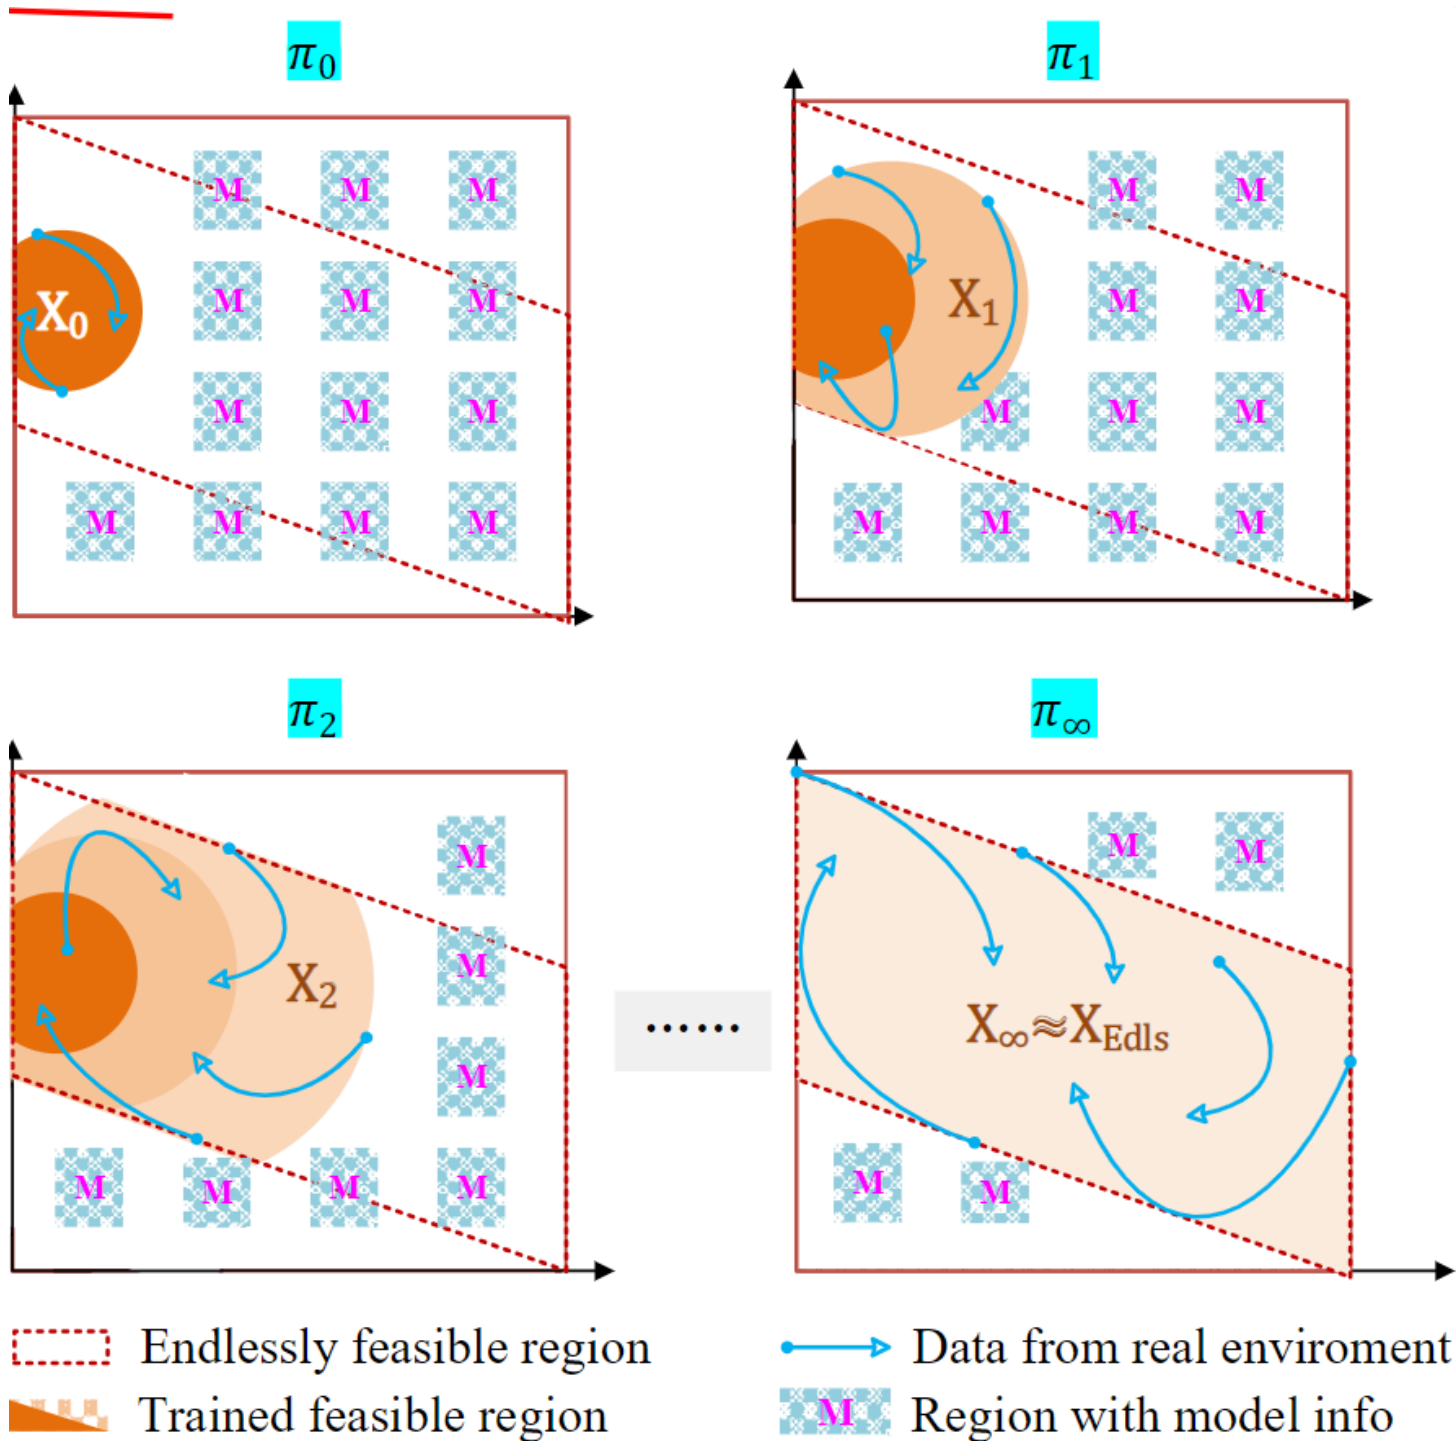 π₀ π₁
M M M M M
X₀ M M M X₁ M M
M M M M M M
M M M M M M M M
π₂ π∞
M M M
M
X₂ X∞≈X_Edls
······
M
M M M M M M
Endlessly feasible region
Data from real enviroment
Trained feasible region
M Region with model info